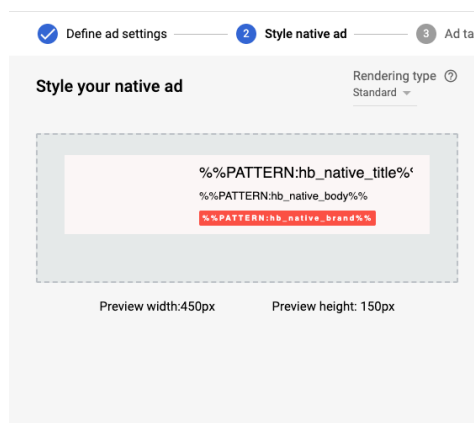 Define ad settings
2 Style native ad
3 Ad ta
Style your native ad
Rendering type
Standard
%%PATTERN:hb_native_title%
%%PATTERN:hb_native_body%%
%%PATTERN:hb_native_brand%%
Preview width:450px
Preview height: 150px